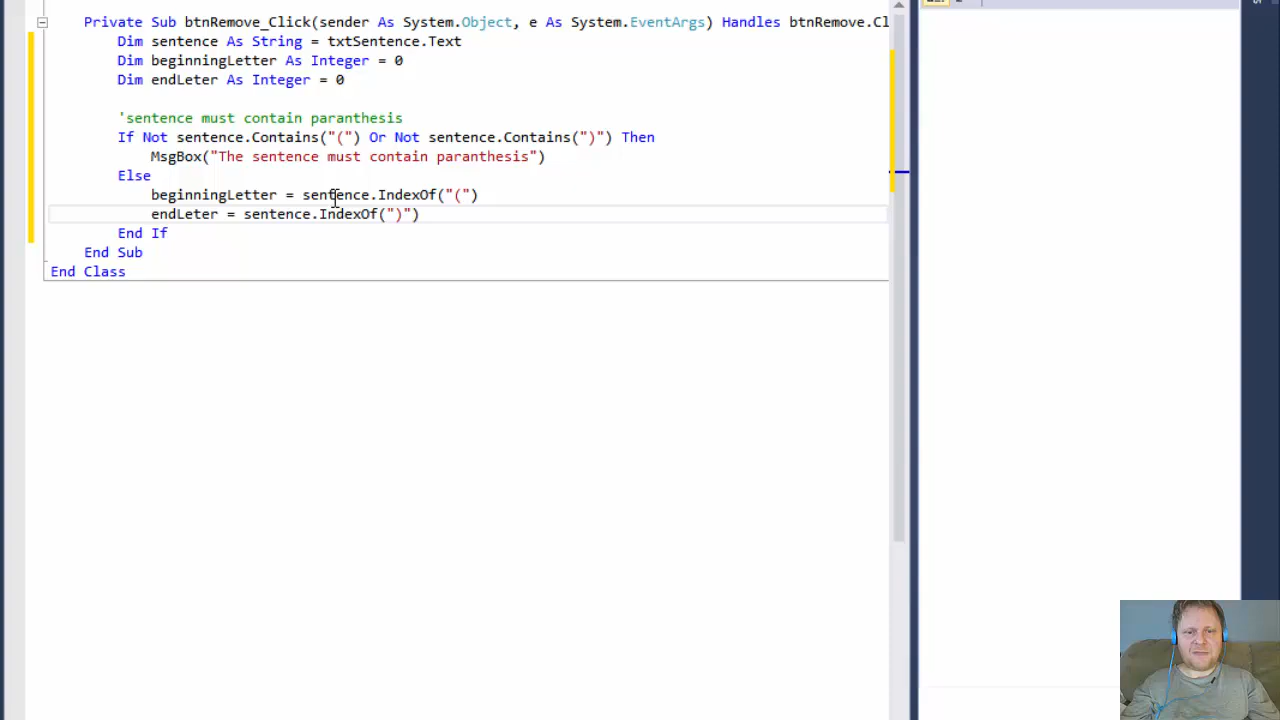 Private Sub btnRemove_Click(sender As System.Object, e As System.EventArgs) Handles btnRemove.Cl
Dim sentence As String = txtSentence.Text
Dim beginningLetter As Integer = 0
Dim endLeter As Integer = 0
'sentence must contain paranthesis
If Not sentence.Contains("(") Or Not sentence.Contains(")") Then
MsgBox("The sentence must contain paranthesis")
Else
beginningLetter = sentence.IndexOf("(")
endLeter = sentence.IndexOf(")")
End If
End Sub
End Class